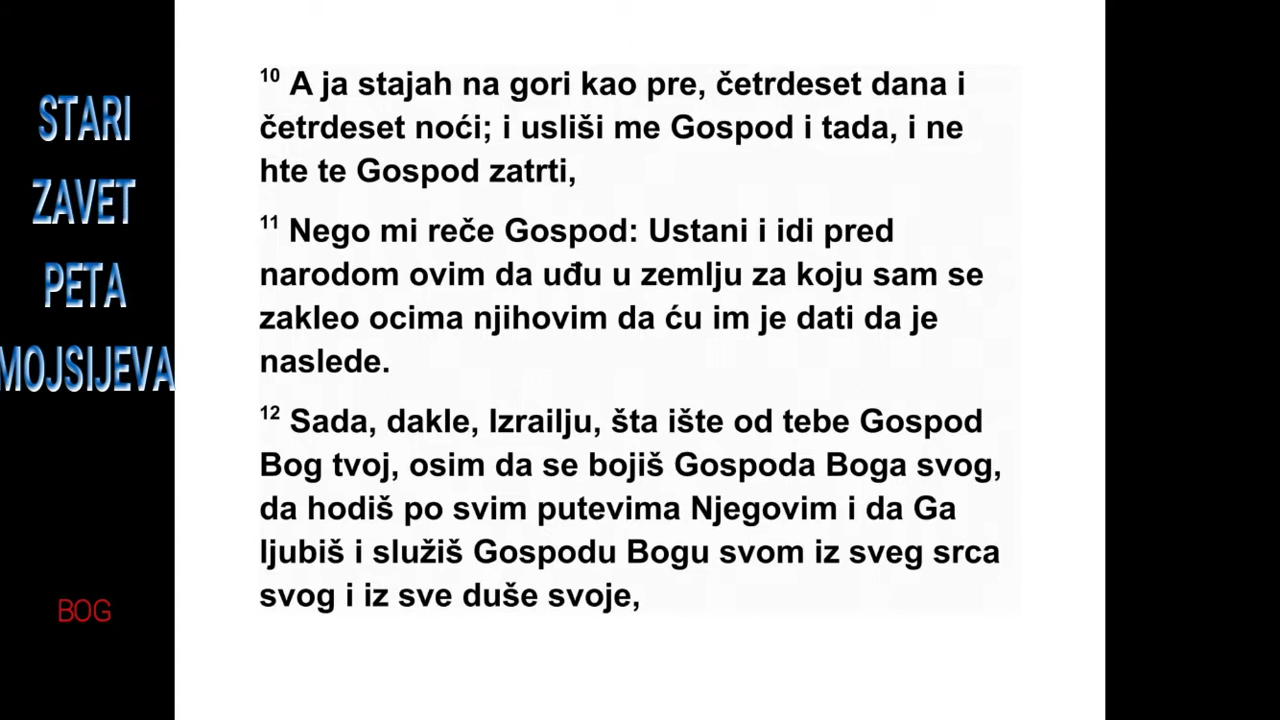 STARI
ZAVET
PETA
MOJSIJEVA
BOG
10 A ja stajah na gori kao pre, četrdeset dana i
četrdeset noći; i usliši me Gospod i tada, i ne
hte te Gospod zatrti,
11 Nego mi reče Gospod: Ustani i idi pred
narodom ovim da uđu u zemlju za koju sam se
zakleo ocima njihovim da ću im je dati da je
naslede.
12 Sada, dakle, Izrailju, šta ište od tebe Gospod
Bog tvoj, osim da se bojiš Gospoda Boga svog,
da hodiš po svim putevima Njegovim i da Ga
ljubiš i služiš Gospodu Bogu svom iz sveg srca
svog i iz sve duše svoje,